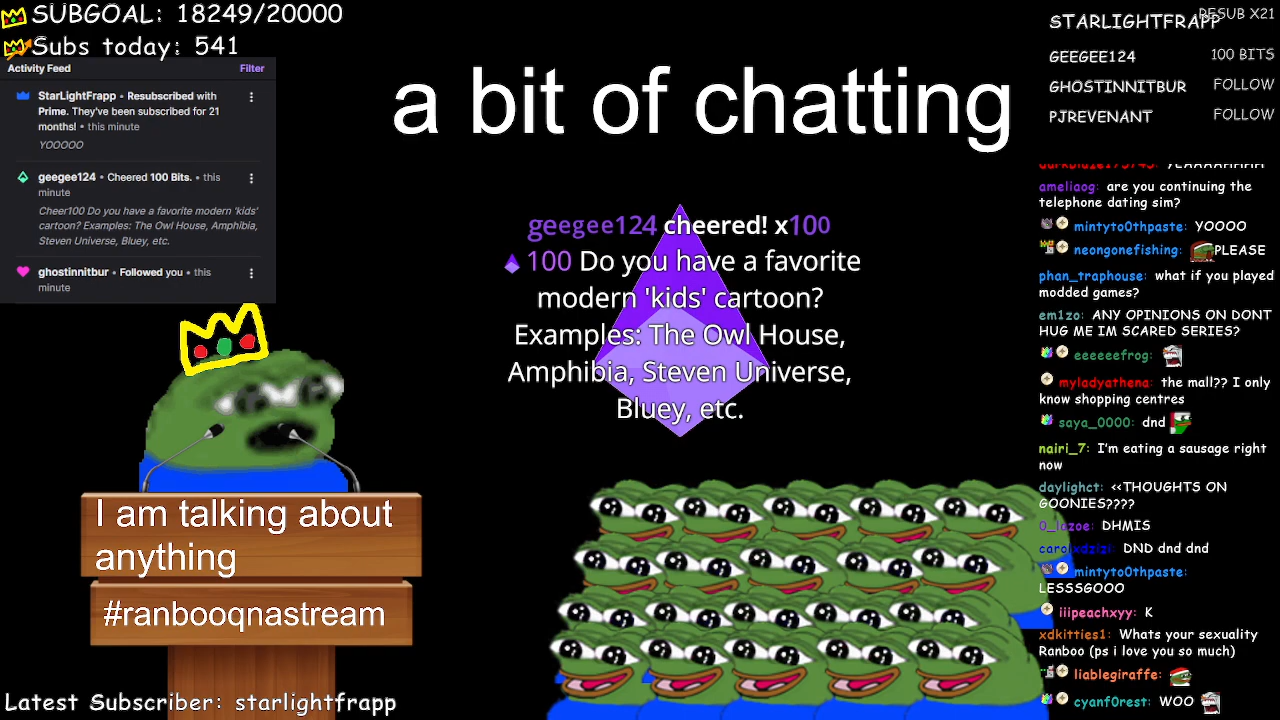 SUBGOAL: 18249/20000
Subs today: 541
Activity Feed
Filter
StarLightFrapp • Resubscribed with
Prime. They've been subscribed for 21
months! • this minute
YOOOOO
geegee124 • Cheered 100 Bits. • this
minute
Cheer100 Do you have a favorite modern 'kids'
cartoon? Examples: The Owl House, Amphibia,
Steven Universe, Bluey, etc.
ghostinnitbur • Followed you • this
minute
a bit of chatting
geegee124 cheered! x100
100 Do you have a favorite
modern 'kids' cartoon?
Examples: The Owl House,
Amphibia, Steven Universe,
Bluey, etc.
I am talking about
anything
#ranbooqnastream
Latest Subscriber: starlightfrapp
STARLIGHTFRAPP RESUB X21
GEEGEE124 100 BITS
GHOSTINNITBUR FOLLOW
PJREVENANT FOLLOW
ameliaog: are you continuing the
telephone dating sim?
mintyto0thpaste: YOOOO
neongonefishing: PLEASE
phan_traphouse: what if you played
modded games?
em1zo: ANY OPINIONS ON DONT
HUG ME IM SCARED SERIES?
eeeeeefrog:
myladyathena: the mall?? I only
know shopping centres
saya_0000: dnd
nairi_7: I'm eating a sausage right
now
daylighct: <<THOUGHTS ON
GOONIES????
DHMIS
DND dnd dnd
mintyto0thpaste:
LESSSGOOO
iiipeachxyy: K
xdkitties1: Whats your sexuality
Ranboo (ps i love you so much)
liablegiraffe:
cyanf0rest: WOO